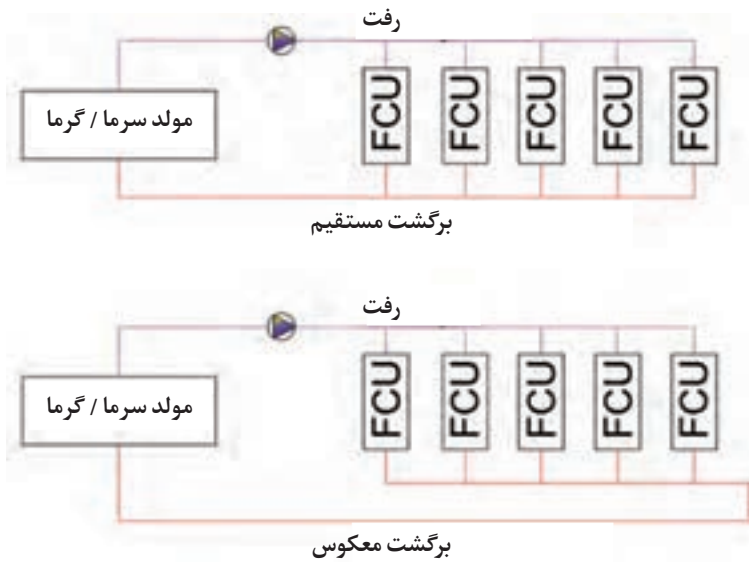 رفت
مولد سرما / گرما
FCU FCU FCU FCU FCU
برگشت مستقیم
رفت
مولد سرما / گرما
FCU FCU FCU FCU FCU
برگشت معکوس